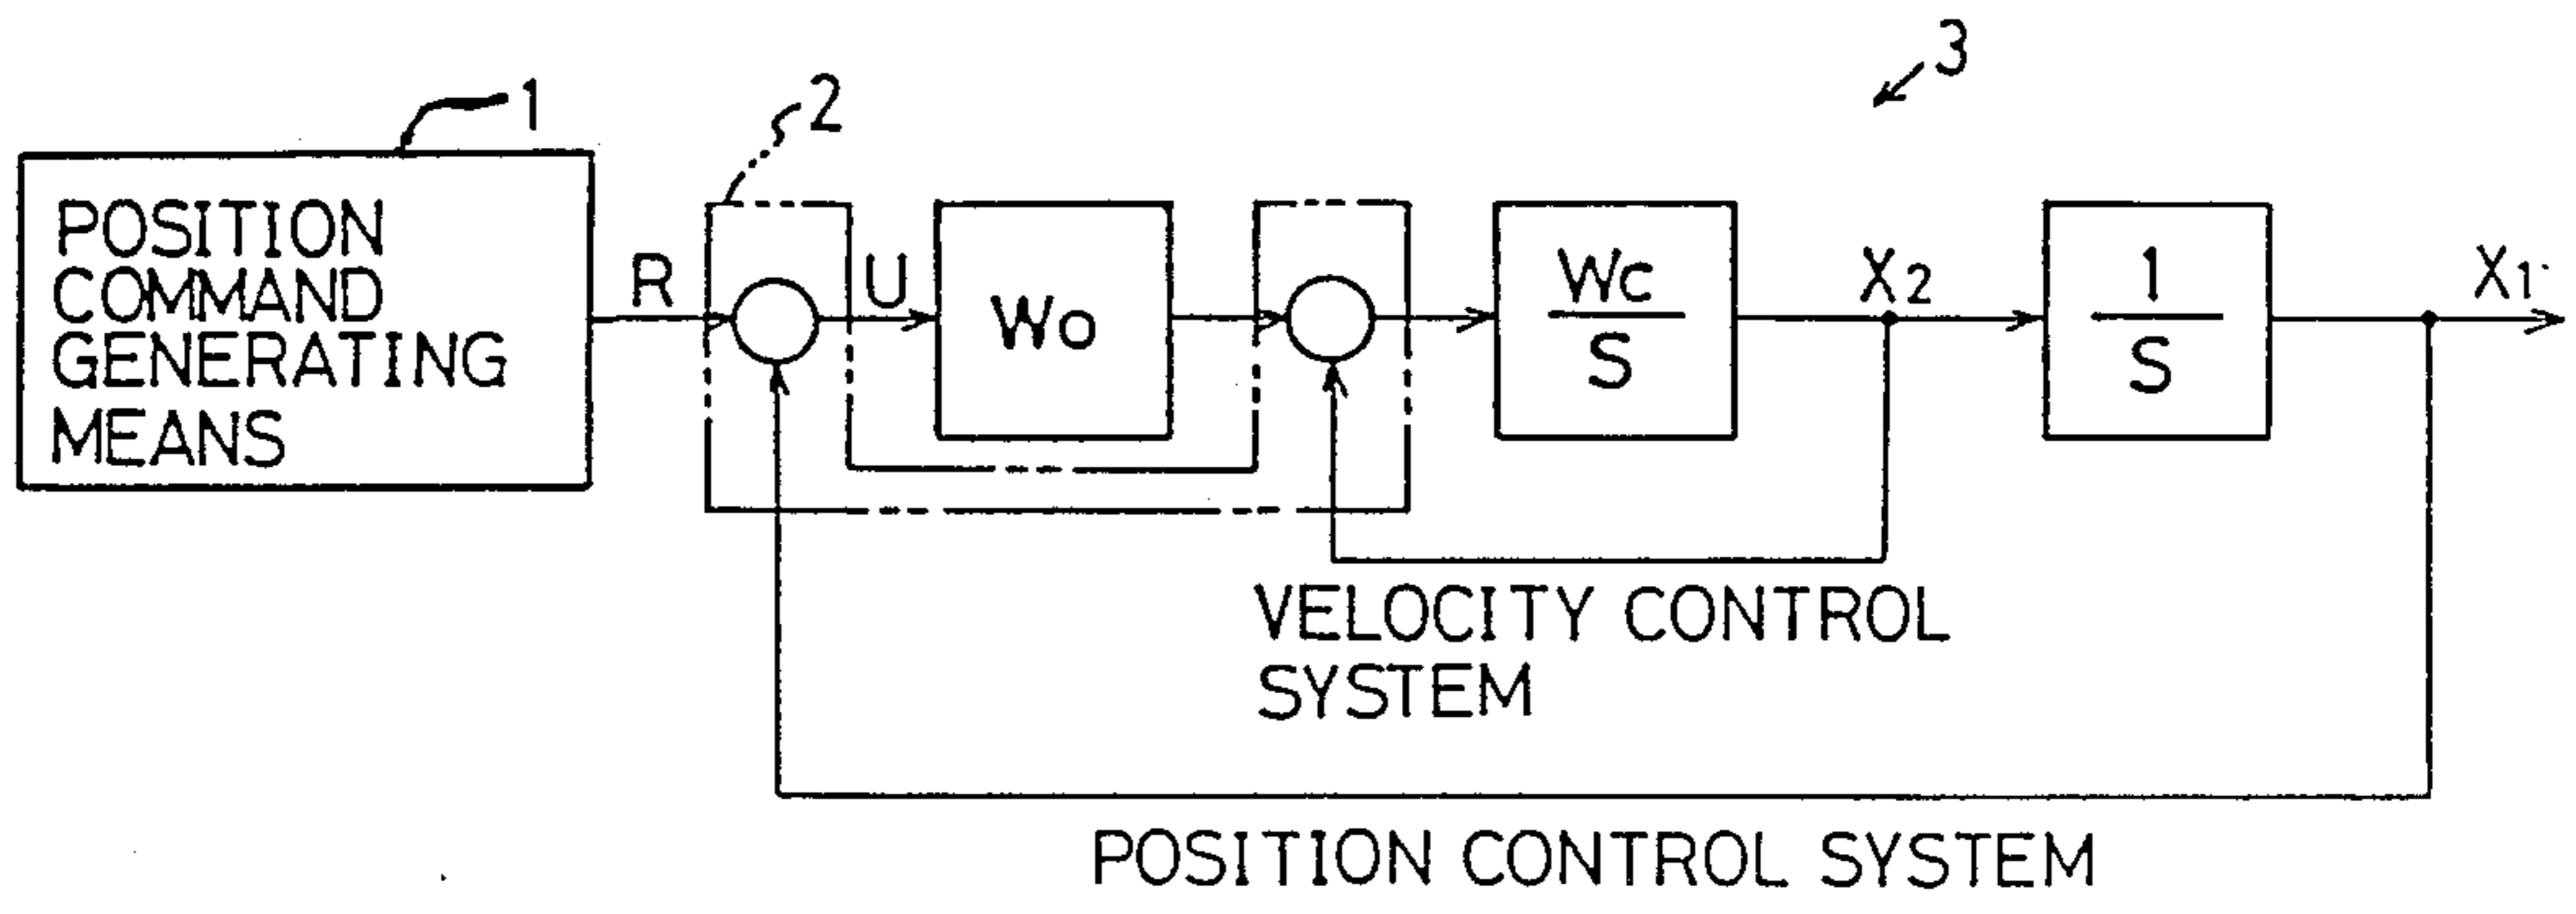 3
1
2
POSITION
COMMAND
GENERATING
MEANS
R
U
Wo
Wc
S
X2
1
S
X1
VELOCITY CONTROL
SYSTEM
POSITION CONTROL SYSTEM